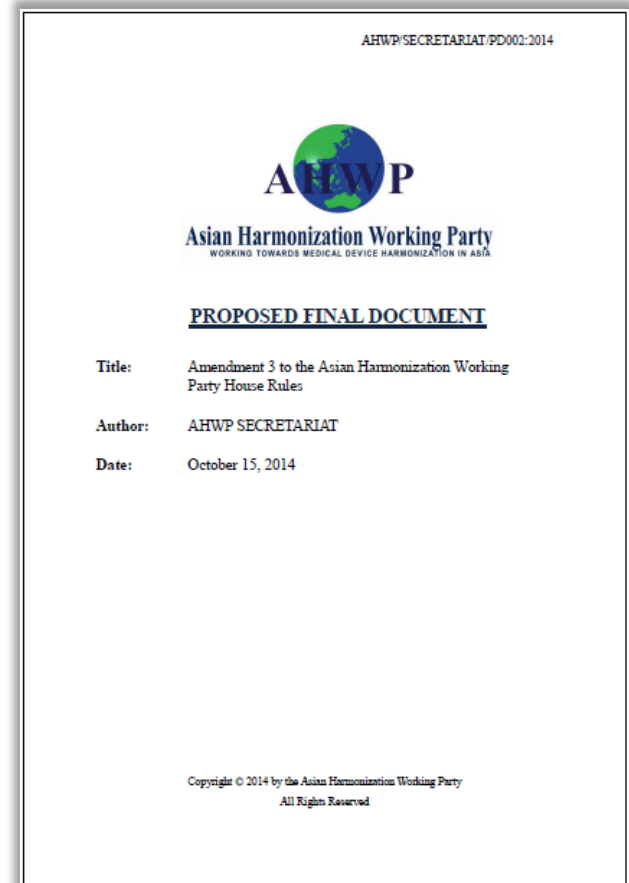 AHWP/SECRETARIAT/PD002:2014
AHWP
Asian Harmonization Working Party
WORKING TOWARDS MEDICAL DEVICE HARMONIZATION IN ASIA
PROPOSED FINAL DOCUMENT
Title: Amendment 3 to the Asian Harmonization Working
Party House Rules
Author: AHWP SECRETARIAT
Date: October 15, 2014
Copyright © 2014 by the Asian Harmonization Working Party
All Rights Reserved